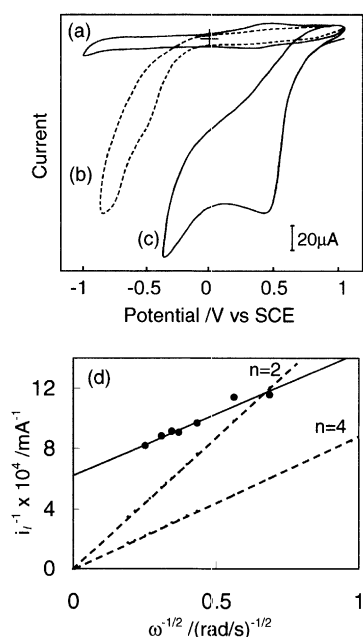 (a)
(b)
(c)
20μA
Current
-1 -0.5 0 0.5 1
Potential /V vs SCE
(d)
n=2
n=4
12
8
4
0
i_l^-1 x 10^4 /mA^-1
0 0.5 1
ω^-1/2 /(rad/s)^-1/2